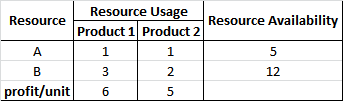 Resource Resource Usage Resource Availability
Product 1 Product 2
A 1 1 5
B 3 2 12
profit/unit 6 5